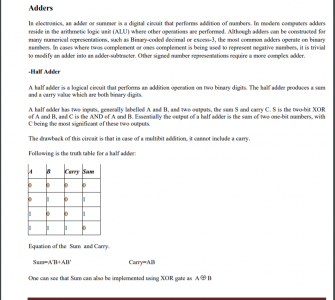 Adders
In electronics, an adder or summer is a digital circuit that performs addition of numbers. In modern computers adders
reside in the arithmetic logic unit (ALU) where other operations are performed. Although adders can be constructed for
many numerical representations, such as Binary-coded decimal or excess-3, the most common adders operate on binary
numbers. In cases where twos complement or ones complement is being used to represent negative numbers, it is trivial
to modify an adder into an adder-subtracter. Other signed number representations require a more complex adder.
-Half Adder
A half adder is a logical circuit that performs an addition operation on two binary digits. The half adder produces a sum
and a carry value which are both binary digits.
A half adder has two inputs, generally labelled A and B, and two outputs, the sum S and carry C. S is the two-bit XOR
of A and B, and C is the AND of A and B. Essentially the output of a half adder is the sum of two one-bit numbers, with
C being the most significant of these two outputs.
The drawback of this circuit is that in case of a multibit addition, it cannot include a carry.
Following is the truth table for a half adder:
A B Carry Sum
0 0 0 0
0 1 0 1
1 0 0 1
1 1 1 0
Equation of the Sum and Carry.
Sum=A'B+AB' Carry=AB
One can see that Sum can also be implemented using XOR gate as A⊕B